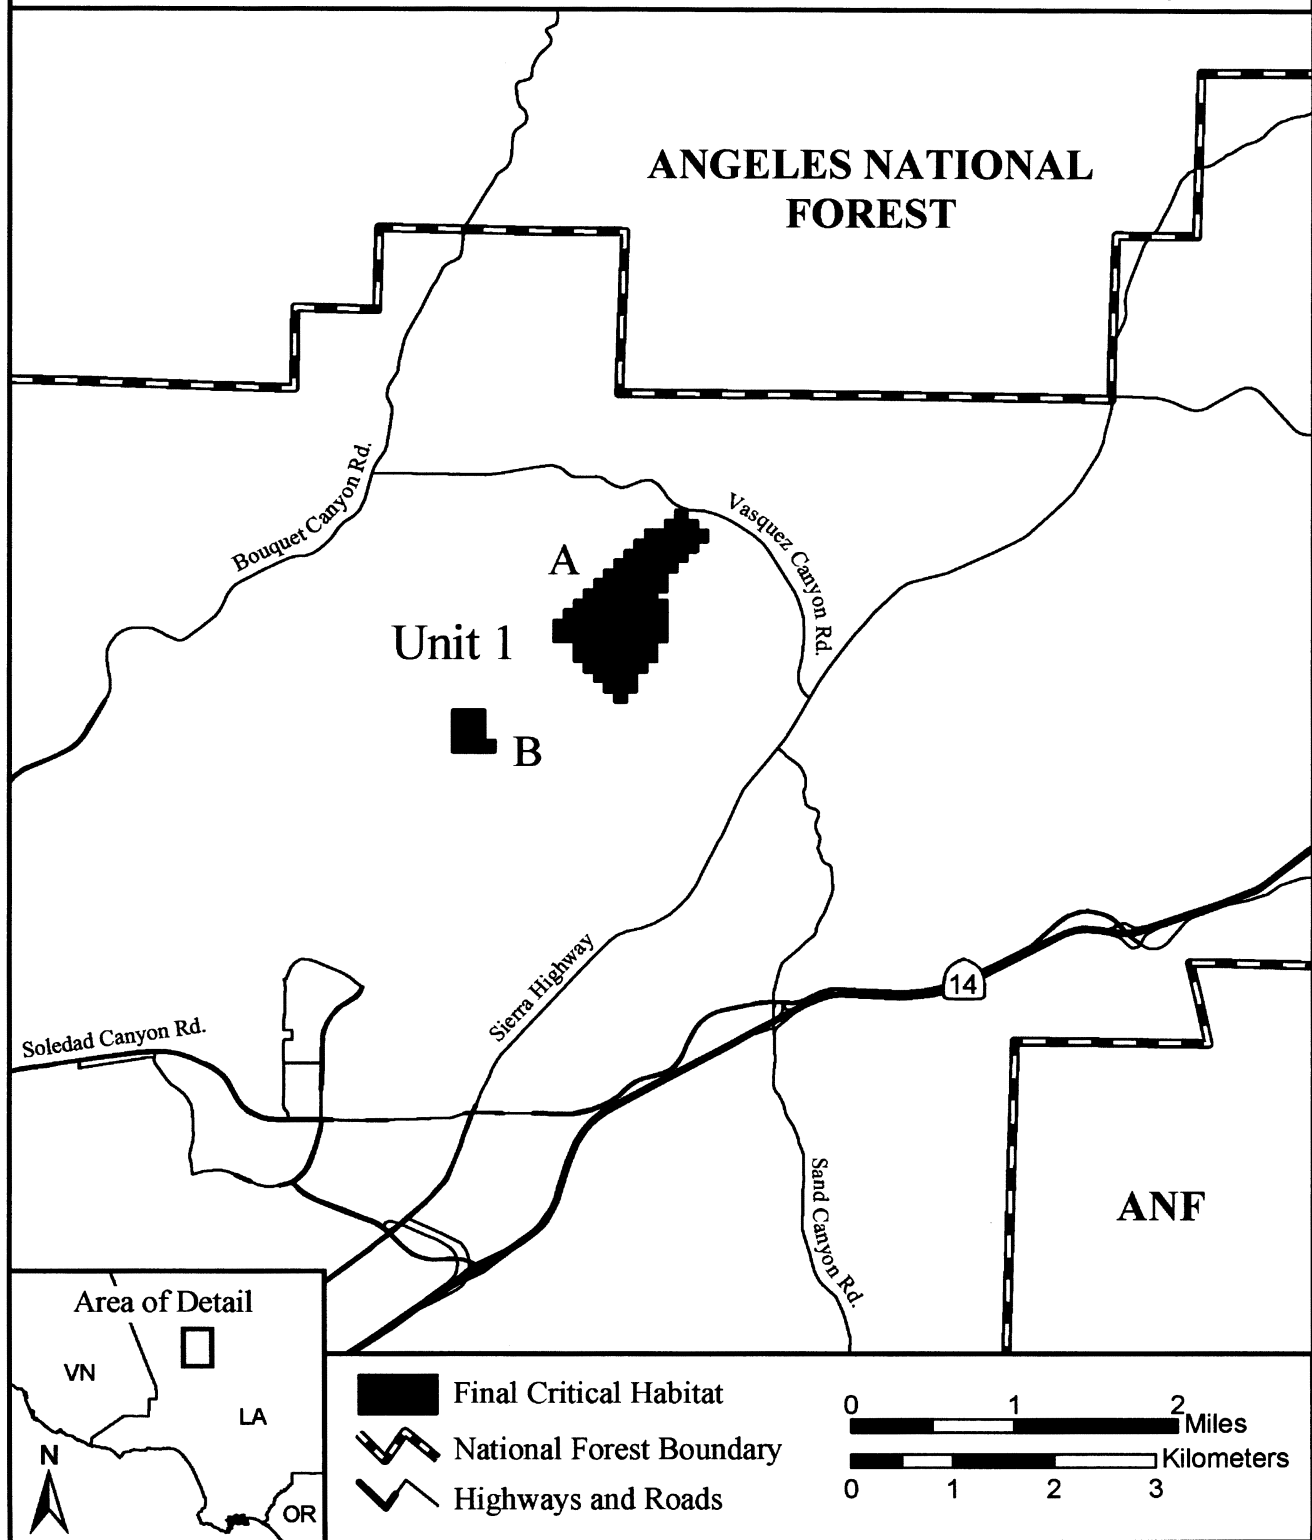 ANGELES NATIONAL
FOREST
Bouquet Canyon Rd.
Vasquez Canyon Rd.
A
Unit 1
B
Sierra Highway
14
Soledad Canyon Rd.
Sand Canyon Rd.
ANF
Area of Detail
VN
LA
N
OR
Final Critical Habitat
National Forest Boundary
Highways and Roads
0 1 2
Miles
Kilometers
0 1 2 3